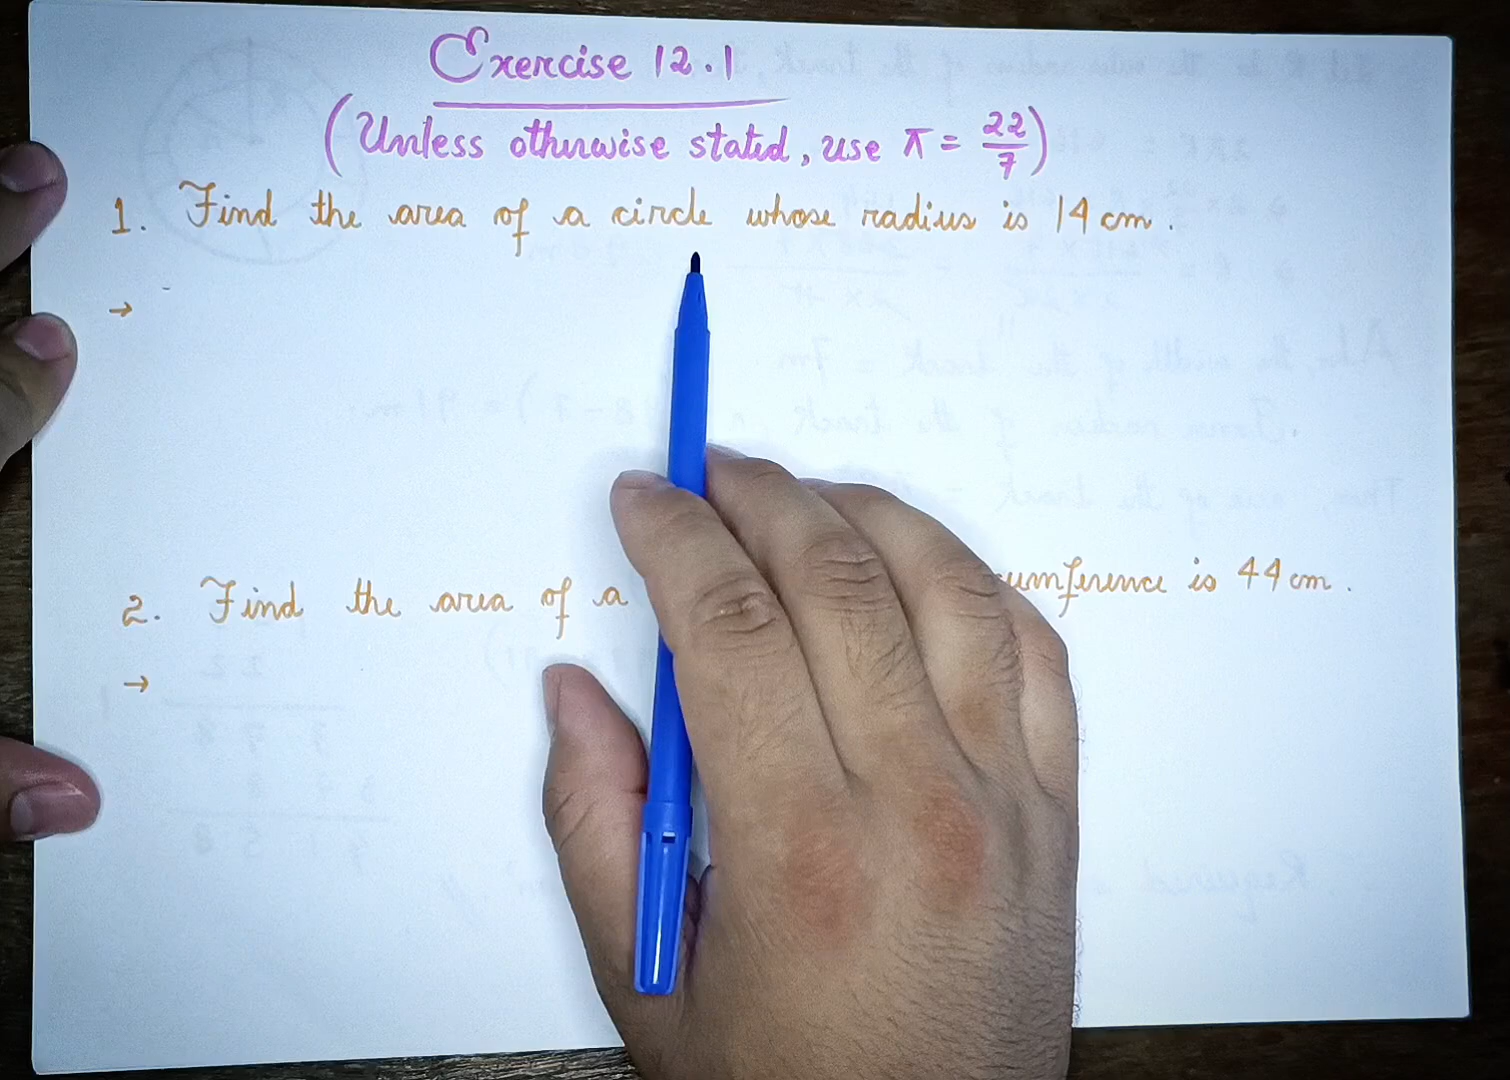 Exercise 12.1
(Unless otherwise stated, use π = 22/7)
1. Find the area of a circle whose radius is 14 cm.
→
2. Find the area of a cumference is 44 cm.
→